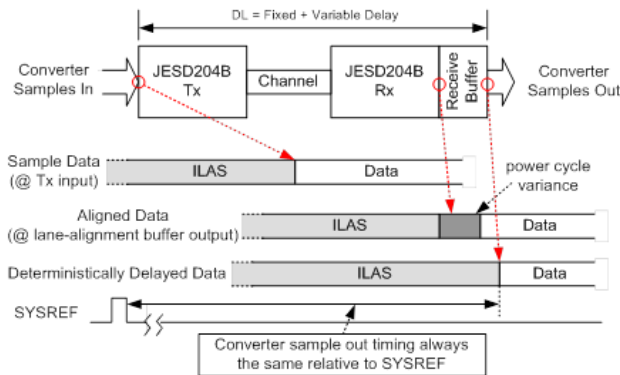 DL = Fixed + Variable Delay
Converter
Samples In
JESD204B
Tx
Channel
JESD204B
Rx
Receive
Buffer
Converter
Samples Out
Sample Data
(@ Tx input)
ILAS
Data
power cycle
variance
Aligned Data
(@ lane-alignment buffer output)
ILAS
Data
Deterministically Delayed Data
ILAS
Data
SYSREF
Converter sample out timing always
the same relative to SYSREF